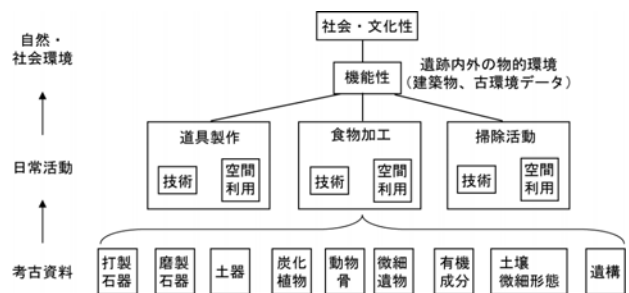 社会・文化性
自然・
社会環境
機能性
遺跡内外の物的環境
（建築物、古環境データ）
道具製作
食物加工
掃除活動
日常活動
技術
空間
利用
技術
空間
利用
技術
空間
利用
考古資料
打製
石器
磨製
石器
土器
炭化
植物
動物
骨
微細
遺物
有機
成分
土壌
微細形態
遺構